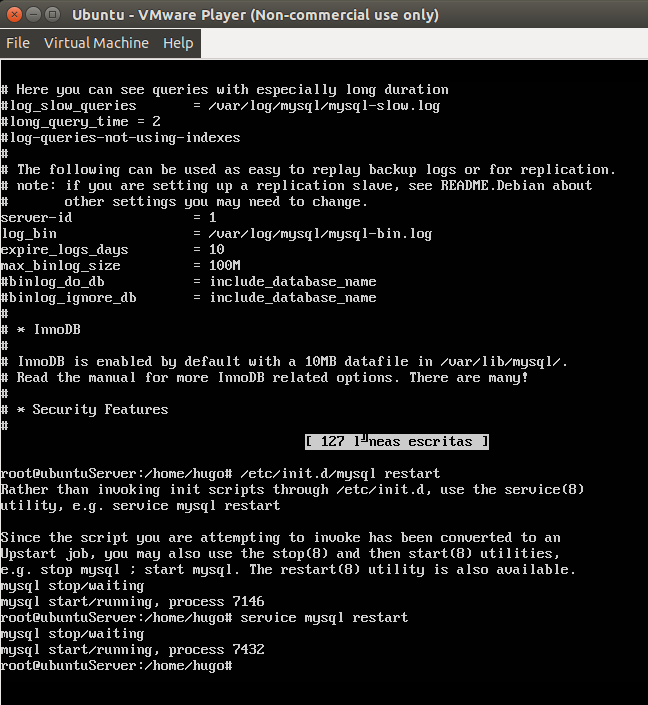 Ubuntu - VMware Player (Non-commercial use only)
File Virtual Machine Help
# Here you can see queries with especially long duration
#log_slow_queries       = /var/log/mysql/mysql-slow.log
#long_query_time = 2
#log-queries-not-using-indexes
#
# The following can be used as easy to replay backup logs or for replication.
# note: if you are setting up a replication slave, see README.Debian about
#       other settings you may need to change.
server-id               = 1
log_bin                 = /var/log/mysql/mysql-bin.log
expire_logs_days        = 10
max_binlog_size         = 100M
#binlog_do_db           = include_database_name
#binlog_ignore_db       = include_database_name
#
# * InnoDB
#
# InnoDB is enabled by default with a 10MB datafile in /var/lib/mysql/.
# Read the manual for more InnoDB related options. There are many!
#
# * Security Features
#
[ 127 l╜neas escritas ]
root@ubuntuServer:/home/hugo# /etc/init.d/mysql restart
Rather than invoking init scripts through /etc/init.d, use the service(8)
utility, e.g. service mysql restart
Since the script you are attempting to invoke has been converted to an
Upstart job, you may also use the stop(8) and then start(8) utilities,
e.g. stop mysql ; start mysql. The restart(8) utility is also available.
mysql stop/waiting
mysql start/running, process 7146
root@ubuntuServer:/home/hugo# service mysql restart
mysql stop/waiting
mysql start/running, process 7432
root@ubuntuServer:/home/hugo#